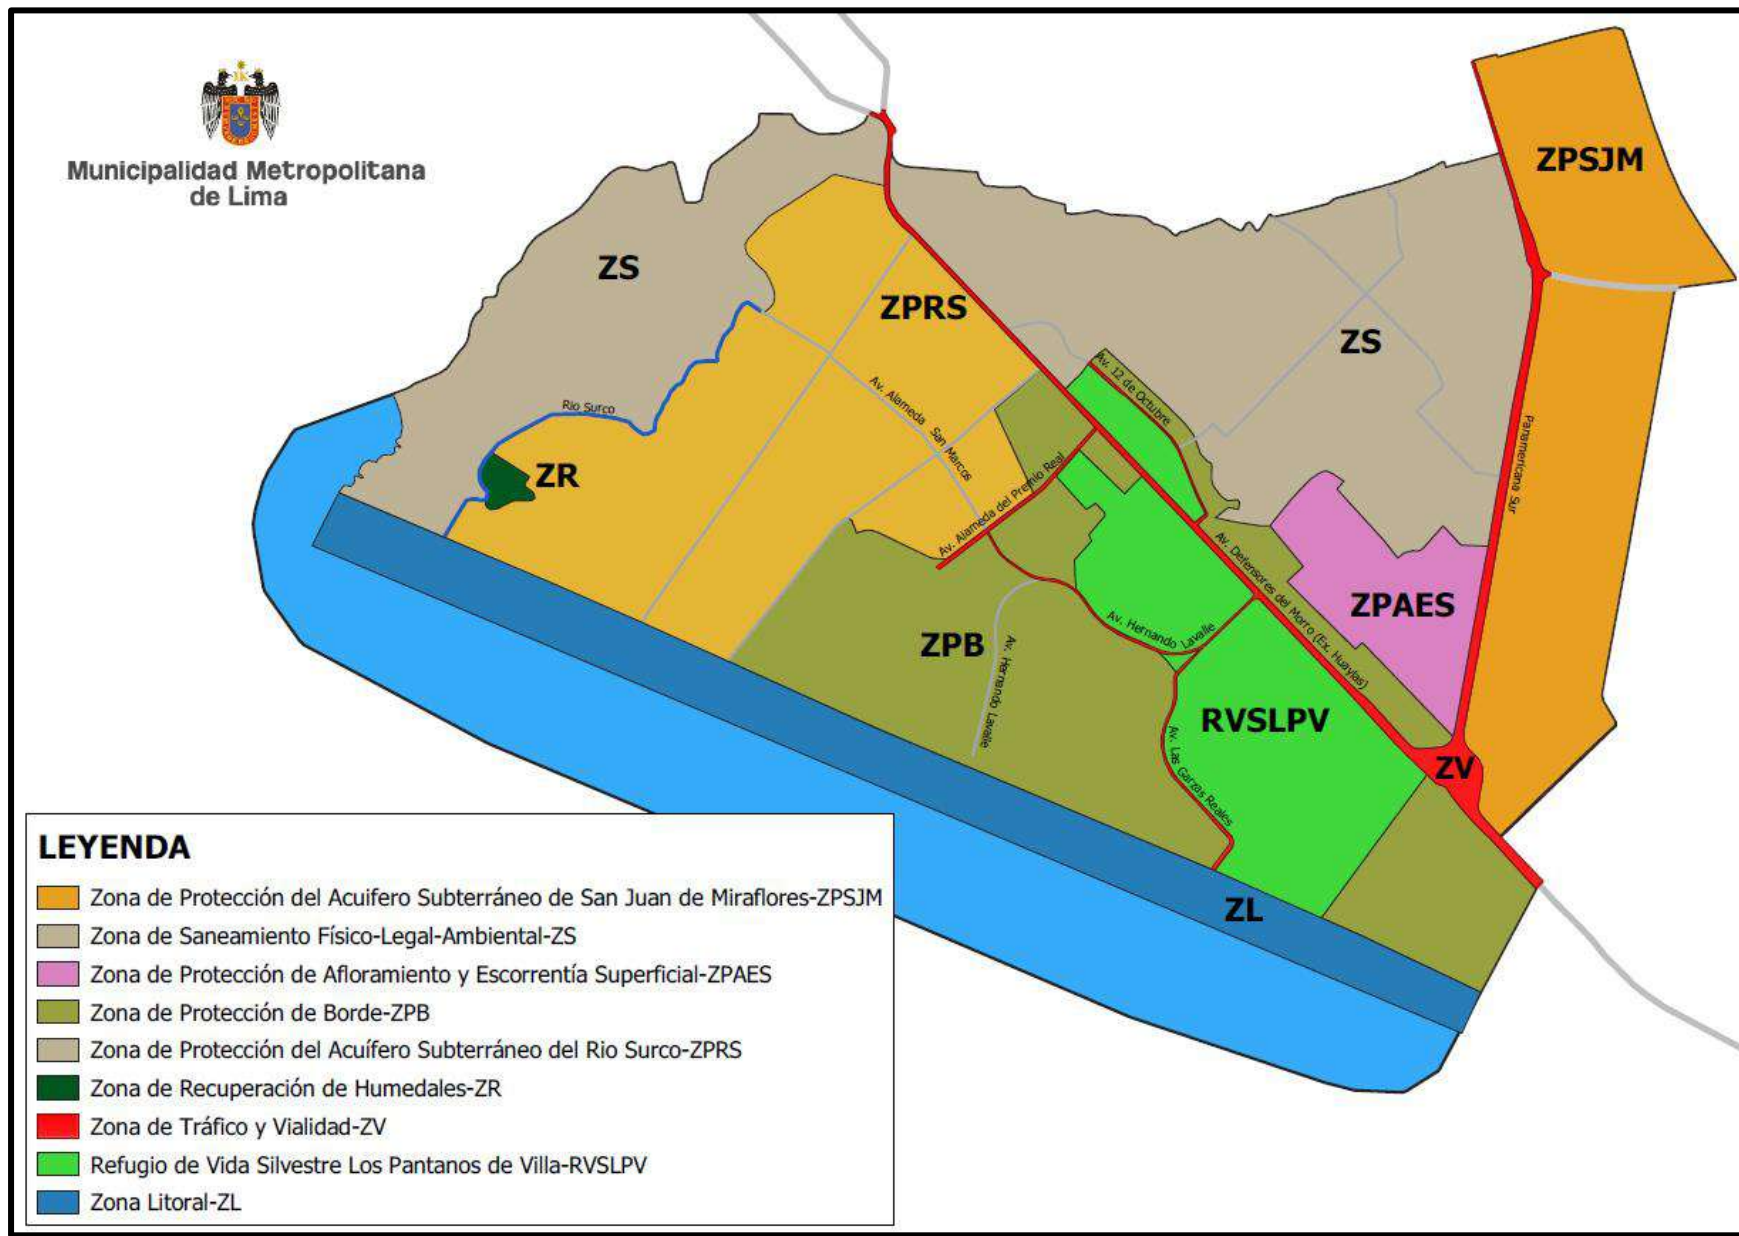 Municipalidad Metropolitana
de Lima
ZPSJM
ZS
ZPRS
ZS
Av. 12 de Octubre
Av. Alameda San Marcos
Rio Surco
Panamericana Sur
ZR
Av. Alameda del Premio Real
Av. Defensores del Morro (Ex. Huaylas)
ZPAES
ZPB
Av. Hernando Lavalle
Av. Hernando Lavalle
RVSLPV
Av. Las Garzas Reales
ZV
ZL
LEYENDA
Zona de Protección del Acuifero Subterráneo de San Juan de Miraflores-ZPSJM
Zona de Saneamiento Físico-Legal-Ambiental-ZS
Zona de Protección de Afloramiento y Escorrentía Superficial-ZPAES
Zona de Protección de Borde-ZPB
Zona de Protección del Acuífero Subterráneo del Rio Surco-ZPRS
Zona de Recuperación de Humedales-ZR
Zona de Tráfico y Vialidad-ZV
Refugio de Vida Silvestre Los Pantanos de Villa-RVSLPV
Zona Litoral-ZL